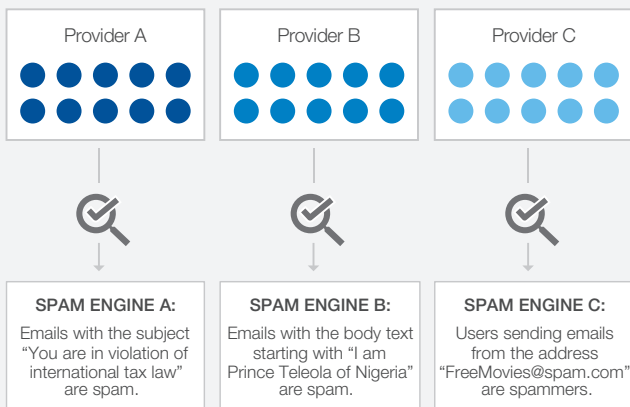 Provider A
Provider B
Provider C
SPAM ENGINE A:
Emails with the subject
“You are in violation of
international tax law”
are spam.
SPAM ENGINE B:
Emails with the body text
starting with “I am
Prince Teleola of Nigeria”
are spam.
SPAM ENGINE C:
Users sending emails
from the address
“FreeMovies@spam.com”
are spammers.